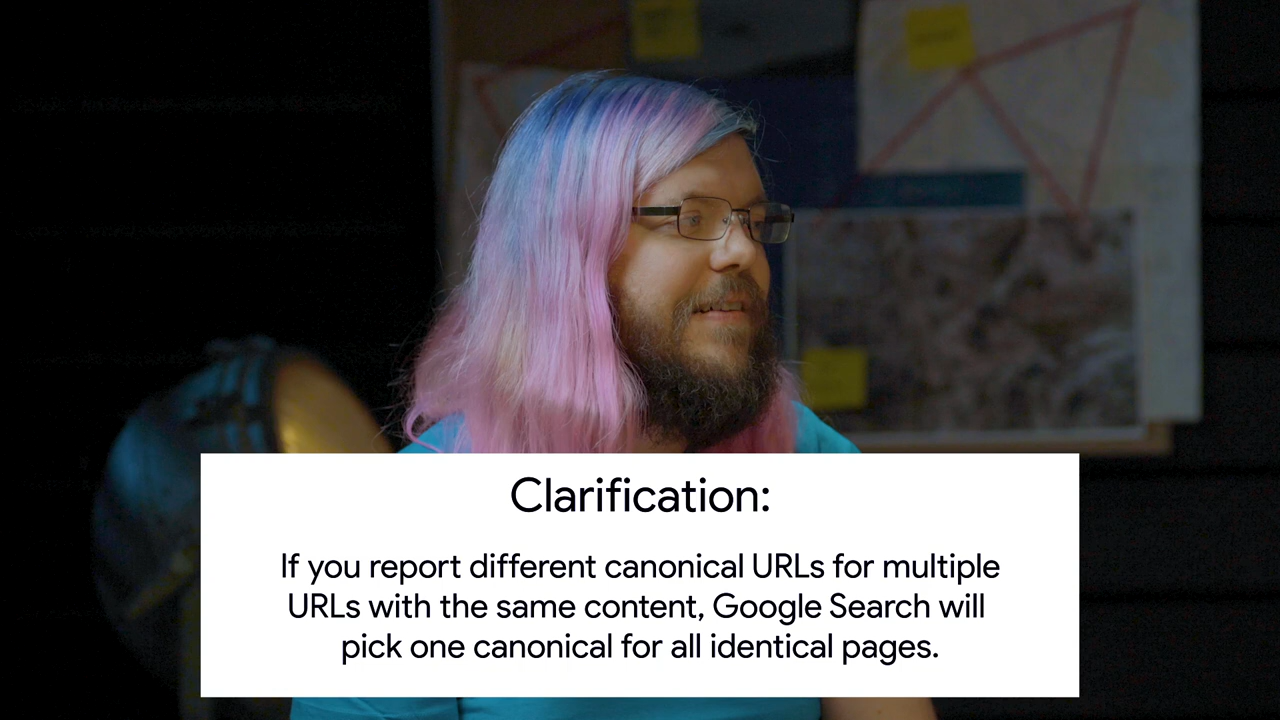 Clarification:
If you report different canonical URLs for multiple
URLs with the same content, Google Search will
pick one canonical for all identical pages.